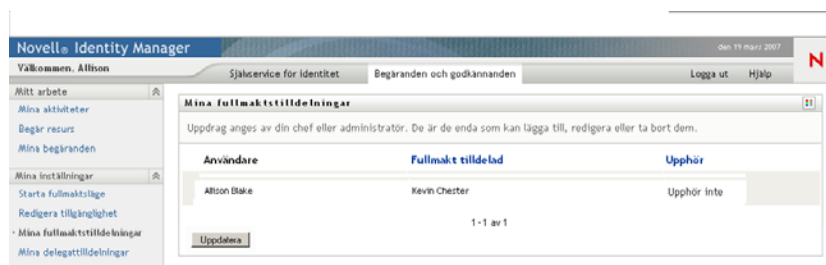 Novell® Identity Manager
den 19 mars 2007
N
Välkommen, Allison
Självservice för identitet
Begäranden och godkännanden
Logga ut
Hjälp
Mitt arbete
Mina aktiviteter
Begär resurs
Mina begäranden
Mina inställningar
Starta fullmaktsläge
Redigera tillgänglighet
Mina fullmaktstilldelningar
Mina delegattilldelningar
Mina fullmaktstilldelningar
Uppdrag anges av din chef eller administratör. De är de enda som kan lägga till, redigera eller ta bort dem.
Användare Fullmakt tilldelad Upphör
Allison Blake Kevin Chester Upphör inte
1-1 av 1
Uppdatera